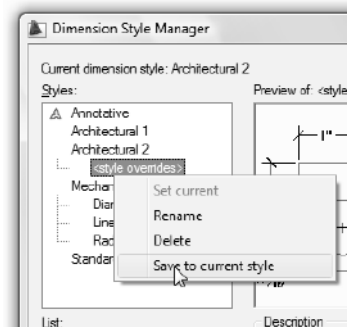 Dimension Style Manager
Current dimension style: Architectural 2
Styles:
Preview of: <style
Annotative
Architectural 1
Architectural 2
<style overrides>
1"
Set current
Rename
Delete
Save to current style
List:
Description